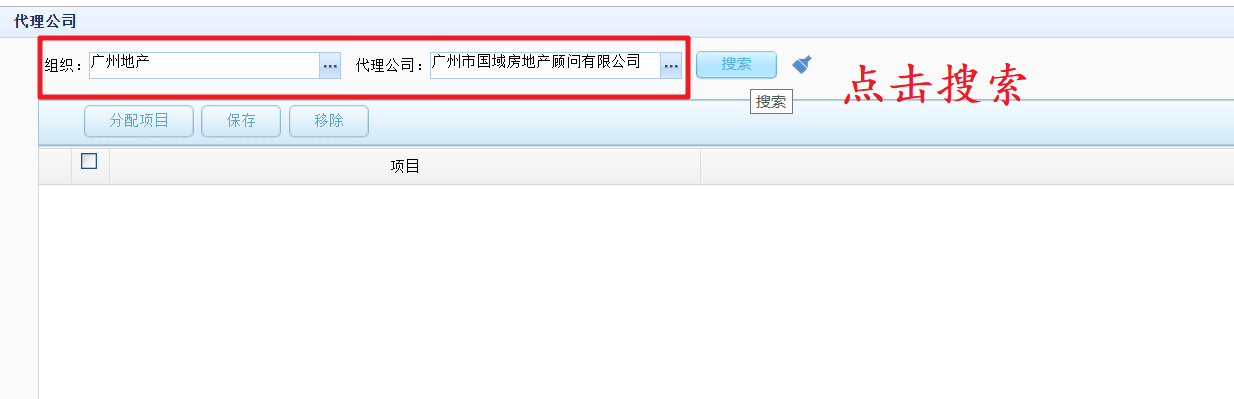 代理公司
组织：广州地产 ... 代理公司：广州市国域房地产顾问有限公司 ... 搜索
点击搜索
搜索
分配项目 保存 移除
项目